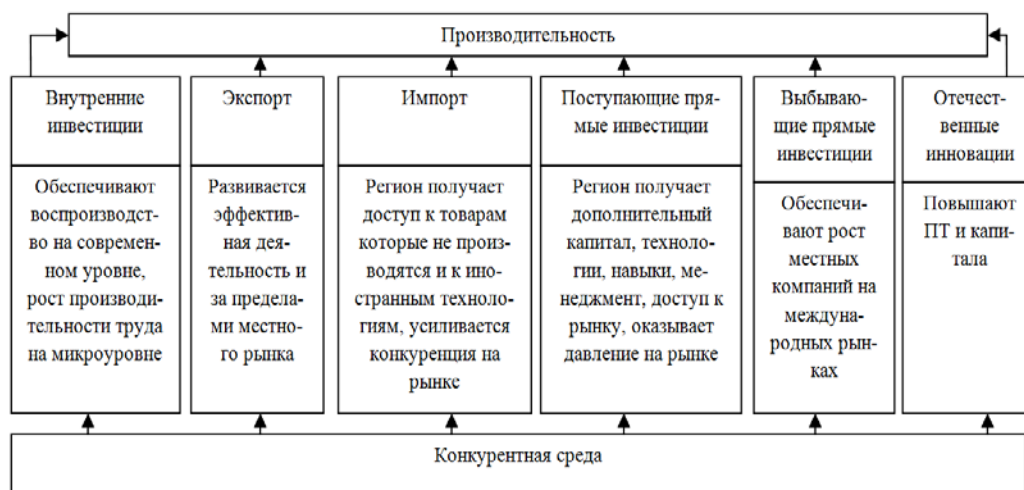 Производительность
Внутренние
инвестиции
Обеспечивают
воспроизводст-
во на современ-
ном уровне,
рост производи-
тельности труда
на микроуровне
Экспорт
Развивается
эффектив-
ная дея-
тельность и
за предела-
ми местно-
го рынка
Импорт
Регион получает
доступ к товарам
которые не произ-
водятся и к ино-
странным техноло-
гиям, усиливается
конкуренция на
рынке
Поступающие пря-
мые инвестиции
Регион получает
дополнительный
капитал, техноло-
гии, навыки, ме-
неджмент, доступ к
рынку, оказывает
давление на рынке
Выбываю-
щие прямые
инвестиции
Обеспечи-
вают рост
местных
компаний на
междуна-
родных рын-
ках
Отечест-
венные
инновации
Повышают
ПТ и капи-
тала
Конкурентная среда